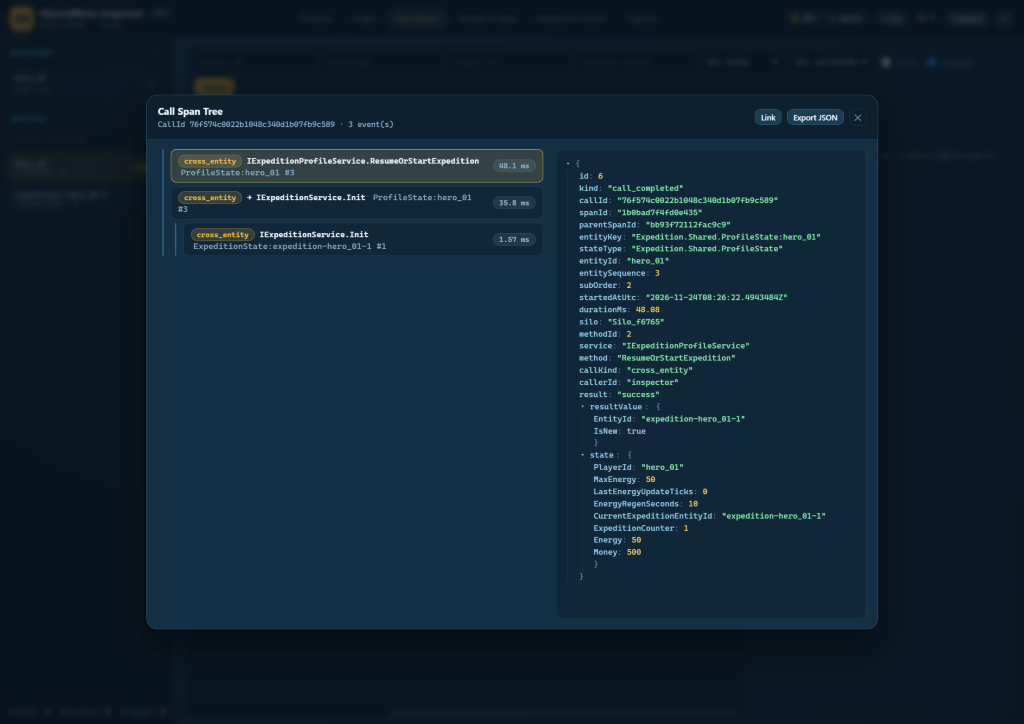 Call Span Tree
CallId 76f574c0022b1048c340d1b07fb9c589 · 3 event(s)
Link
Export JSON
cross_entity IExpeditionProfileService.ResumeOrStartExpedition
ProfileState:hero_01 #3
48.1 ms
cross_entity → IExpeditionService.Init ProfileState:hero_01
#3
35.8 ms
cross_entity IExpeditionService.Init
ExpeditionState:expedition-hero_01-1 #1
1.57 ms
{
id: 6
kind: "call_completed"
callId: "76f574c0022b1048c340d1b07fb9c589"
spanId: "1b0bad7f4fd0e435"
parentSpanId: "bb93f72112fac9c9"
entityKey: "Expedition.Shared.ProfileState:hero_01"
stateType: "Expedition.Shared.ProfileState"
entityId: "hero_01"
entitySequence: 3
subOrder: 2
startedAtUtc: "2026-11-24T08:26:22.4943484Z"
durationMs: 48.08
silo: "Silo_f6765"
methodId: 2
service: "IExpeditionProfileService"
method: "ResumeOrStartExpedition"
callKind: "cross_entity"
callerId: "inspector"
result: "success"
resultValue: {
EntityId: "expedition-hero_01-1"
IsNew: true
}
state: {
PlayerId: "hero_01"
MaxEnergy: 50
LastEnergyUpdateTicks: 0
EnergyRegenSeconds: 10
CurrentExpeditionEntityId: "expedition-hero_01-1"
ExpeditionCounter: 1
Energy: 50
Money: 500
}
}